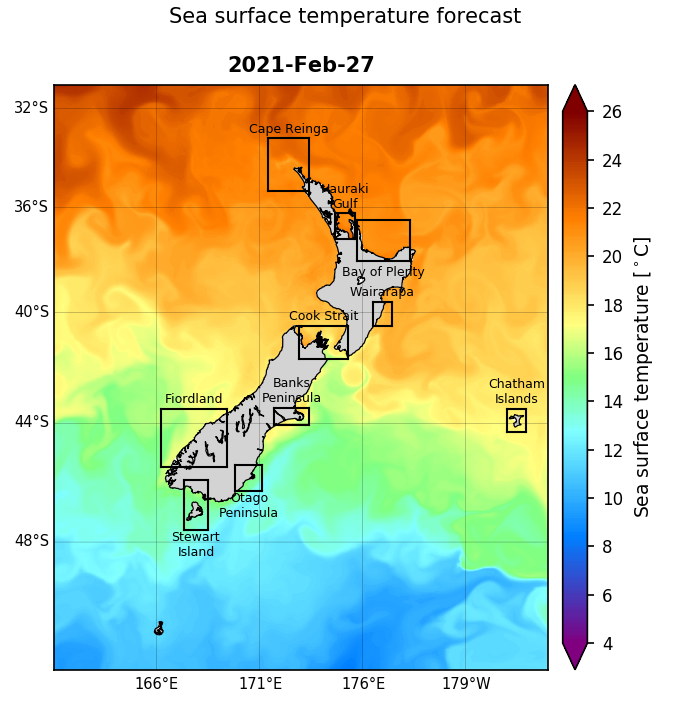 Sea surface temperature forecast
2021-Feb-27
32°S
36°S
40°S
44°S
48°S
166°E
171°E
176°E
179°W
Cape Reinga
Hauraki
Gulf
Bay of Plenty
Wairarapa
Cook Strait
Banks
Peninsula
Fiordland
Chatham
Islands
Otago
Peninsula
Stewart
Island
26
24
22
20
18
16
14
12
10
8
6
4
Sea surface temperature [°C]